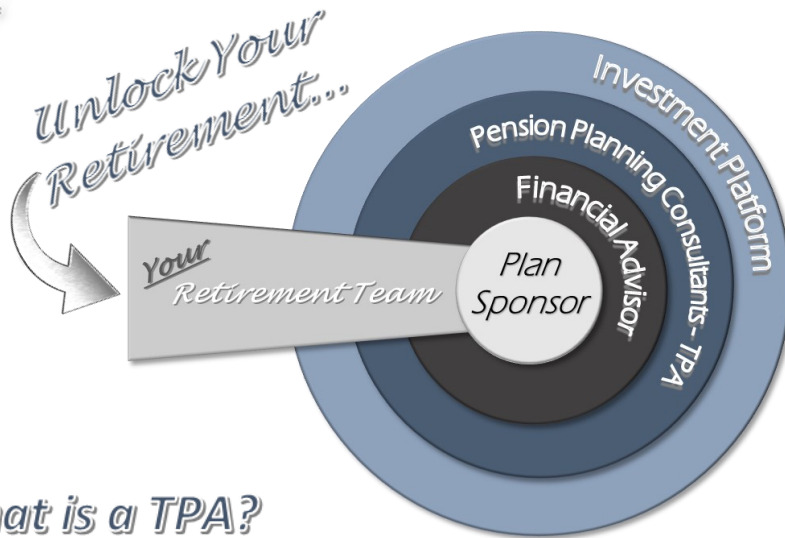 Unlock Your
Retirement...
Investment Platform
Pension Planning Consultants- TPA
Financial Advisor
Your
Retirement Team
Plan
Sponsor
at is a TPA?